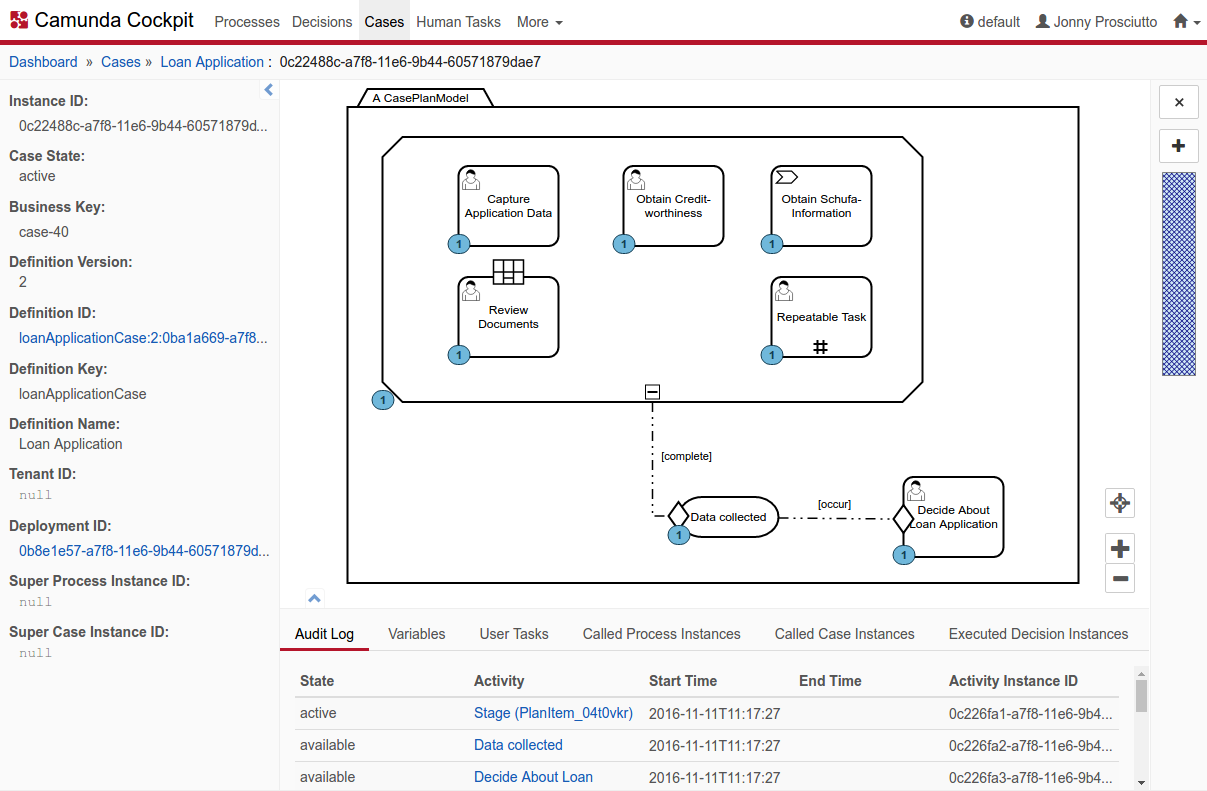 Camunda Cockpit Processes Decisions Cases Human Tasks More default Jonny Prosciutto
Dashboard » Cases » Loan Application : 0c22488c-a7f8-11e6-9b44-60571879dae7
Instance ID:
0c22488c-a7f8-11e6-9b44-60571879d...
Case State:
active
Business Key:
case-40
Definition Version:
2
Definition ID:
loanApplicationCase:2:0ba1a669-a7f8...
Definition Key:
loanApplicationCase
Definition Name:
Loan Application
Tenant ID:
null
Deployment ID:
0b8e1e57-a7f8-11e6-9b44-60571879d...
Super Process Instance ID:
null
Super Case Instance ID:
null
A CasePlanModel
Capture
Application Data
1
Obtain Credit-
worthiness
1
Obtain Schufa-
Information
1
Review
Documents
1
Repeatable Task
1
1
[complete]
Data collected
1
[occur]
Decide About
Loan Application
1
Audit Log Variables User Tasks Called Process Instances Called Case Instances Executed Decision Instances
State Activity Start Time End Time Activity Instance ID
active Stage (PlanItem_04t0vkr) 2016-11-11T11:17:27 0c226fa1-a7f8-11e6-9b4...
available Data collected 2016-11-11T11:17:27 0c226fa2-a7f8-11e6-9b4...
available Decide About Loan 2016-11-11T11:17:27 0c226fa3-a7f8-11e6-9b4...